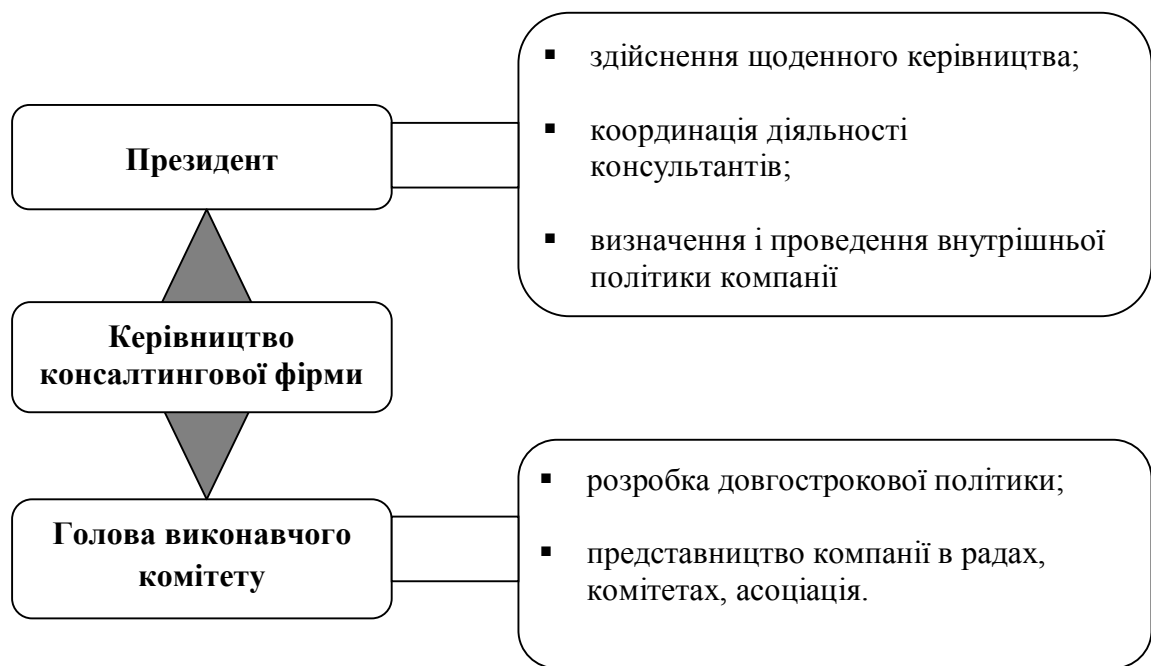 Президент
▪ здійснення щоденного керівництва;
▪ координація діяльності
консультантів;
▪ визначення і проведення внутрішньої
політики компанії
Керівництво
консалтингової фірми
Голова виконавчого
комітету
▪ розробка довгострокової політики;
▪ представництво компанії в радах,
комітетах, асоціація.